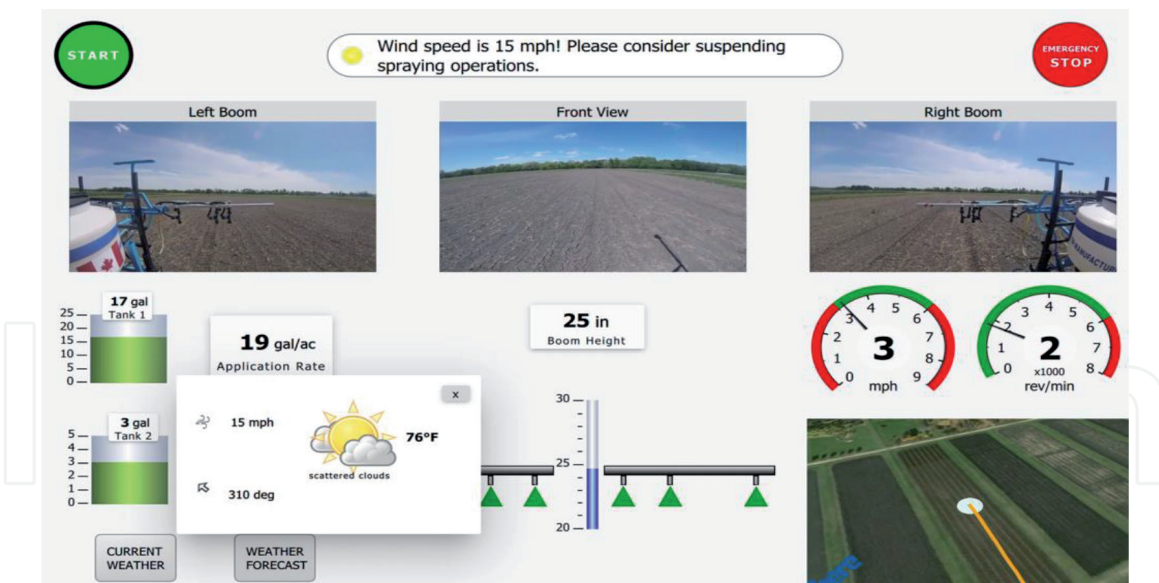 START
Wind speed is 15 mph! Please consider suspending
spraying operations.
EMERGENCY
STOP
Left Boom
Front View
Right Boom
MANUFACTUR
17 gal
Tank 1
25
20
15
10
5
0
19 gal/ac
Application Rate
25 in
Boom Height
0
1
2
3
4
5
6
7
8
9
3
mph
0
1
2
3
4
5
6
7
8
2
x1000
rev/min
3 gal
Tank 2
5
4
3
2
1
0
x
15 mph
76°F
scattered clouds
310 deg
30
25
20
CURRENT
WEATHER
WEATHER
FORECAST